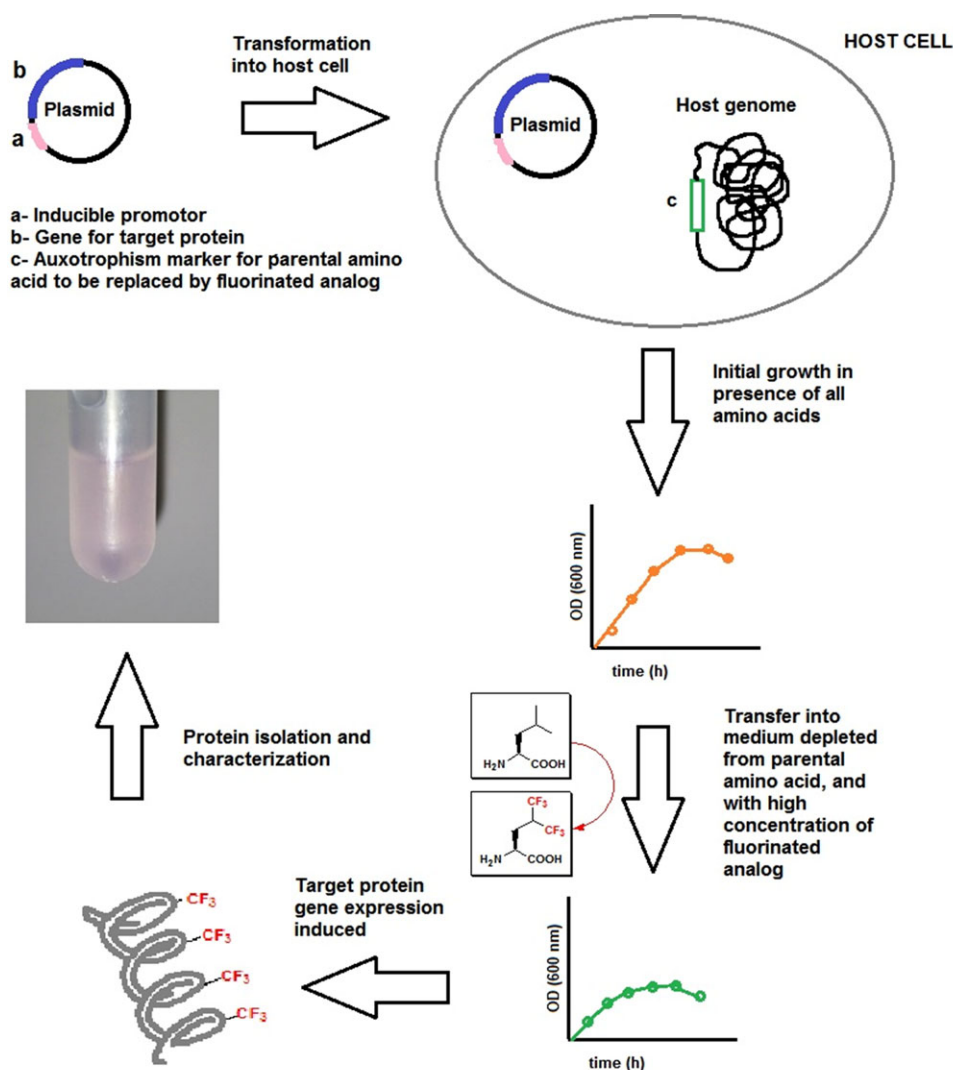 Transformation
into host cell
b
Plasmid
a
HOST CELL
Host genome
Plasmid
c
a- Inducible promotor
b- Gene for target protein
c- Auxotrophism marker for parental amino
acid to be replaced by fluorinated analog
Initial growth in
presence of all
amino acids
OD (600 nm)
time (h)
Protein isolation and
characterization
H₂N
COOH
CF₃
CF₃
H₂N
COOH
Transfer into
medium depleted
from parental
amino acid, and
with high
concentration of
fluorinated
analog
Target protein
gene expression
induced
CF₃
CF₃
CF₃
CF₃
OD (600 nm)
time (h)